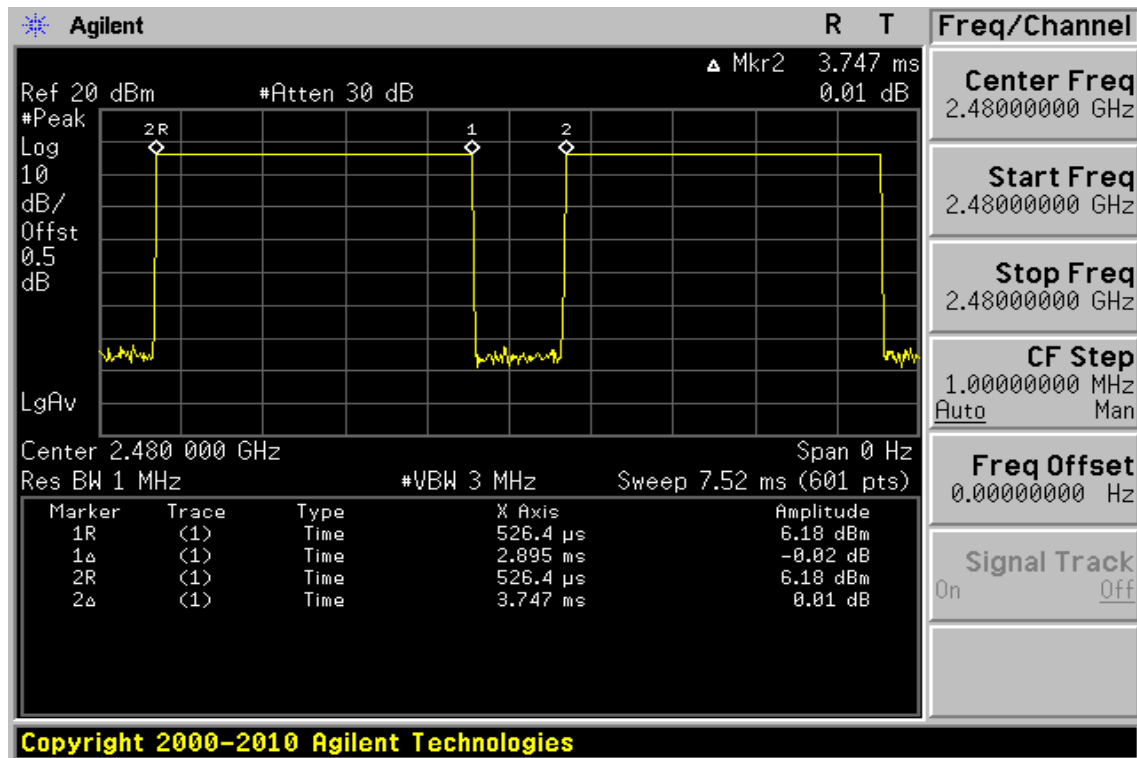 Agilent R T
Δ Mkr2 3.747 ms
Ref 20 dBm #Atten 30 dB 0.01 dB
#Peak
Log
10
dB/
Offst
0.5
dB
LgAv
2R 1 2
Center 2.480 000 GHz Span 0 Hz
Res BW 1 MHz #VBW 3 MHz Sweep 7.52 ms (601 pts)
Marker Trace Type X Axis Amplitude
1R (1) Time 526.4 µs 6.18 dBm
1Δ (1) Time 2.895 ms -0.02 dB
2R (1) Time 526.4 µs 6.18 dBm
2Δ (1) Time 3.747 ms 0.01 dB
Freq/Channel
Center Freq
2.48000000 GHz
Start Freq
2.48000000 GHz
Stop Freq
2.48000000 GHz
CF Step
1.00000000 MHz
Auto Man
Freq Offset
0.00000000 Hz
Signal Track
On Off
Copyright 2000-2010 Agilent Technologies